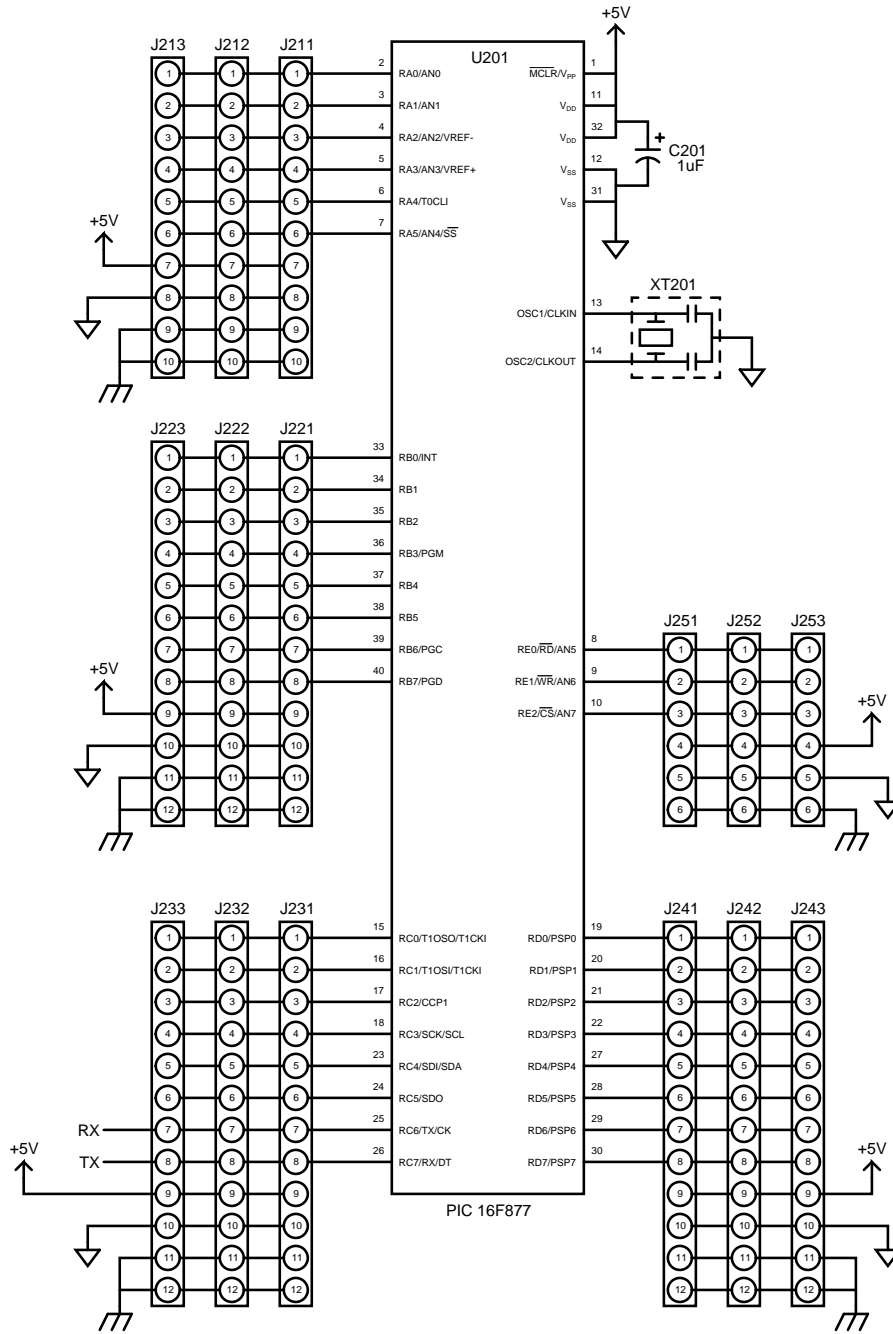 +5V
J213 J212 J211
U201
2 RA0/AN0
3 RA1/AN1
4 RA2/AN2/VREF-
5 RA3/AN3/VREF+
6 RA4/T0CLI
7 RA5/AN4/SS
MCLR/VPP 1
VDD 11
VDD 32
VSS 12
VSS 31
+
C201
1uF
+5V
1 1 1
2 2 2
3 3 3
4 4 4
5 5 5
6 6 6
7 7 7
8 8 8
9 9 9
10 10 10
XT201
OSC1/CLKIN 13
OSC2/CLKOUT 14
J223 J222 J221
1 1 1 33 RB0/INT
2 2 2 34 RB1
3 3 3 35 RB2
4 4 4 36 RB3/PGM
5 5 5 37 RB4
6 6 6 38 RB5
7 7 7 39 RB6/PGC
8 8 8 40 RB7/PGD
+5V
9 9 9
10 10 10
11 11 11
12 12 12
J251 J252 J253
RE0/RD/AN5 8 1 1 1
RE1/WR/AN6 9 2 2 2
RE2/CS/AN7 10 3 3 3
+5V
4 4 4
5 5 5
6 6 6
J233 J232 J231
1 1 1 15 RC0/T1OSO/T1CKI
2 2 2 16 RC1/T1OSI/T1CKI
3 3 3 17 RC2/CCP1
4 4 4 18 RC3/SCK/SCL
5 5 5 23 RC4/SDI/SDA
6 6 6 24 RC5/SDO
RX 7 7 7 25 RC6/TX/CK
TX 8 8 8 26 RC7/RX/DT
+5V
9 9 9
10 10 10
11 11 11
12 12 12
J241 J242 J243
RD0/PSP0 19 1 1 1
RD1/PSP1 20 2 2 2
RD2/PSP2 21 3 3 3
RD3/PSP3 22 4 4 4
RD4/PSP4 27 5 5 5
RD5/PSP5 28 6 6 6
RD6/PSP6 29 7 7 7
RD7/PSP7 30 8 8 8
+5V
9 9 9
10 10 10
11 11 11
12 12 12
PIC 16F877